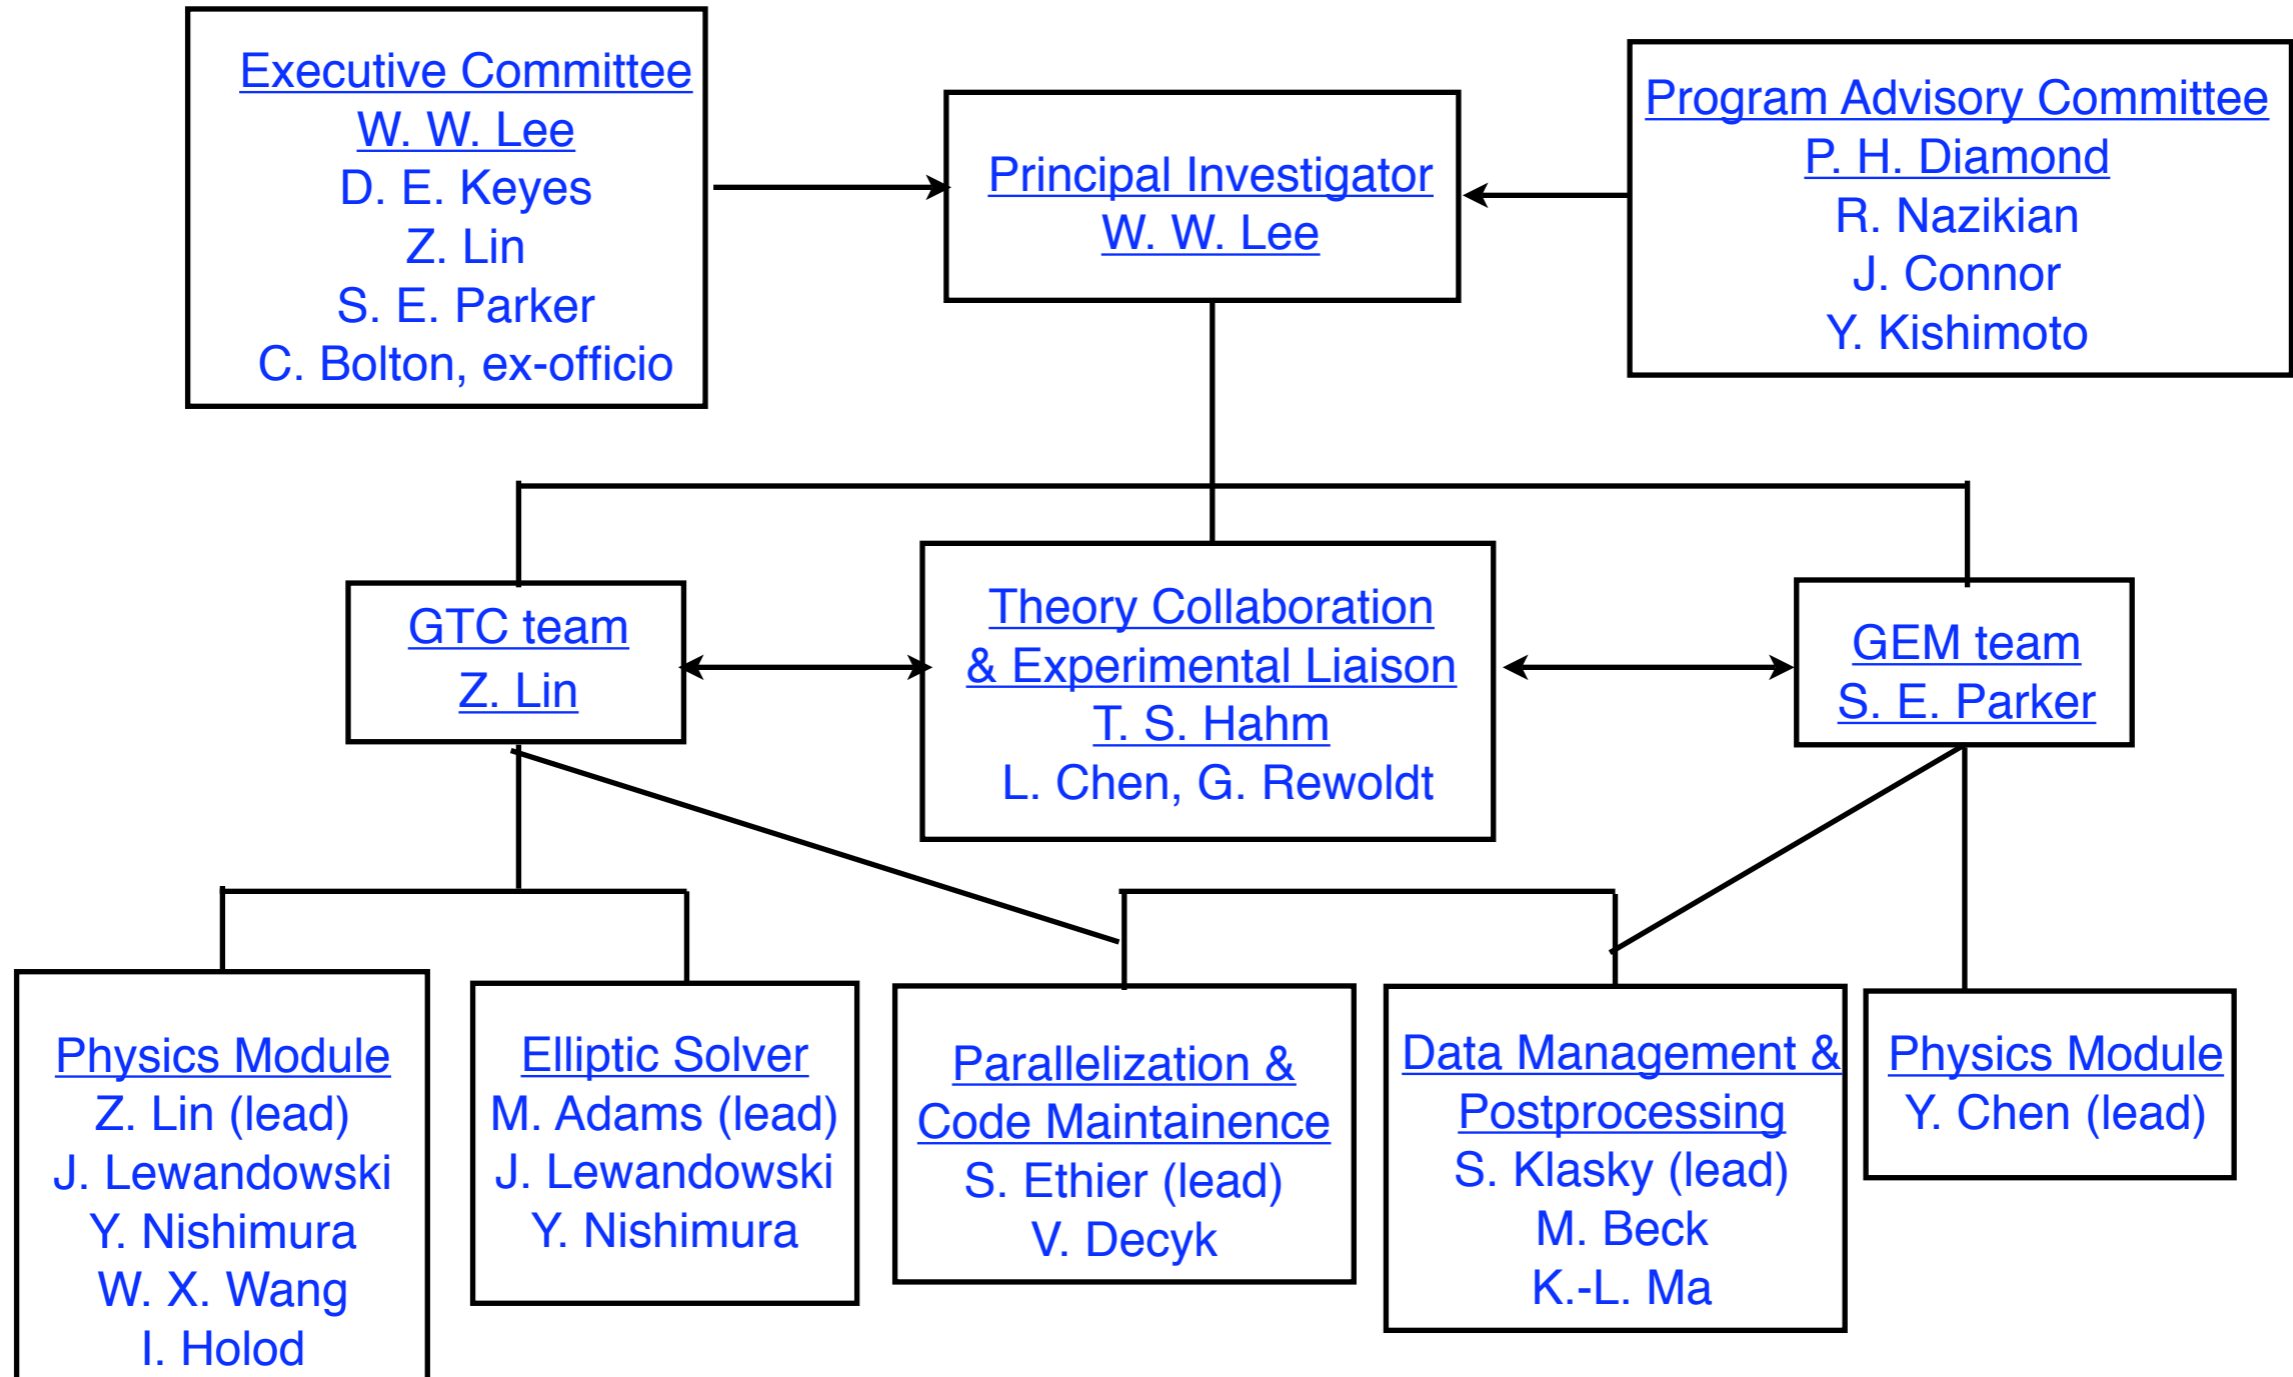 Executive Committee
W. W. Lee
D. E. Keyes
Z. Lin
S. E. Parker
C. Bolton, ex-officio
Principal Investigator
W. W. Lee
Program Advisory Committee
P. H. Diamond
R. Nazikian
J. Connor
Y. Kishimoto
GTC team
Z. Lin
Theory Collaboration
& Experimental Liaison
T. S. Hahm
L. Chen, G. Rewoldt
GEM team
S. E. Parker
Physics Module
Z. Lin (lead)
J. Lewandowski
Y. Nishimura
W. X. Wang
I. Holod
Elliptic Solver
M. Adams (lead)
J. Lewandowski
Y. Nishimura
Parallelization &
Code Maintainence
S. Ethier (lead)
V. Decyk
Data Management &
Postprocessing
S. Klasky (lead)
M. Beck
K.-L. Ma
Physics Module
Y. Chen (lead)